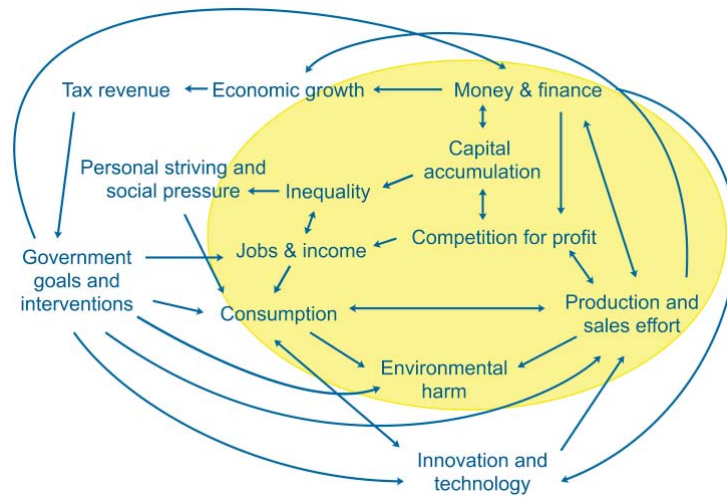 Tax revenue
Economic growth
Money & finance
Capital
accumulation
Personal striving and
social pressure
Inequality
Jobs & income
Competition for profit
Government
goals and
interventions
Consumption
Production and
sales effort
Environmental
harm
Innovation and
technology